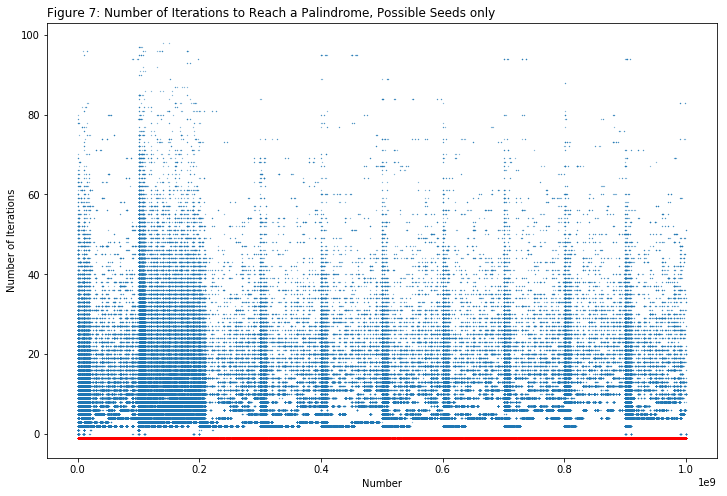 Figure 7: Number of Iterations to Reach a Palindrome, Possible Seeds only
100
80
60
40
20
0
Number of Iterations
0.0 0.2 0.4 0.6 0.8 1.0
1e9
Number